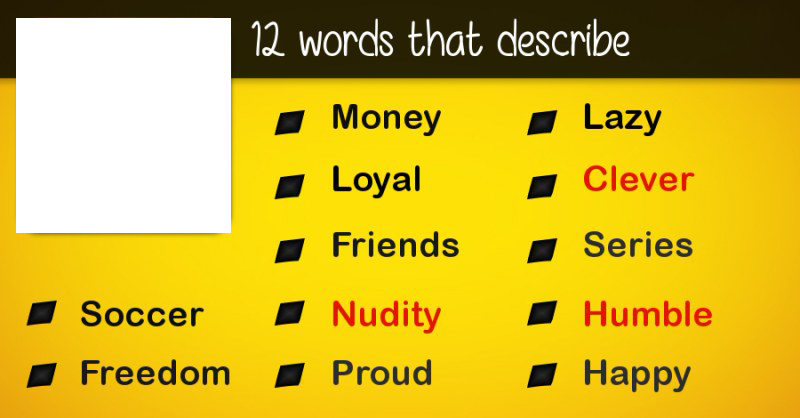 12 words that describe
Money
Lazy
Loyal
Clever
Friends
Series
Soccer
Nudity
Humble
Freedom
Proud
Happy